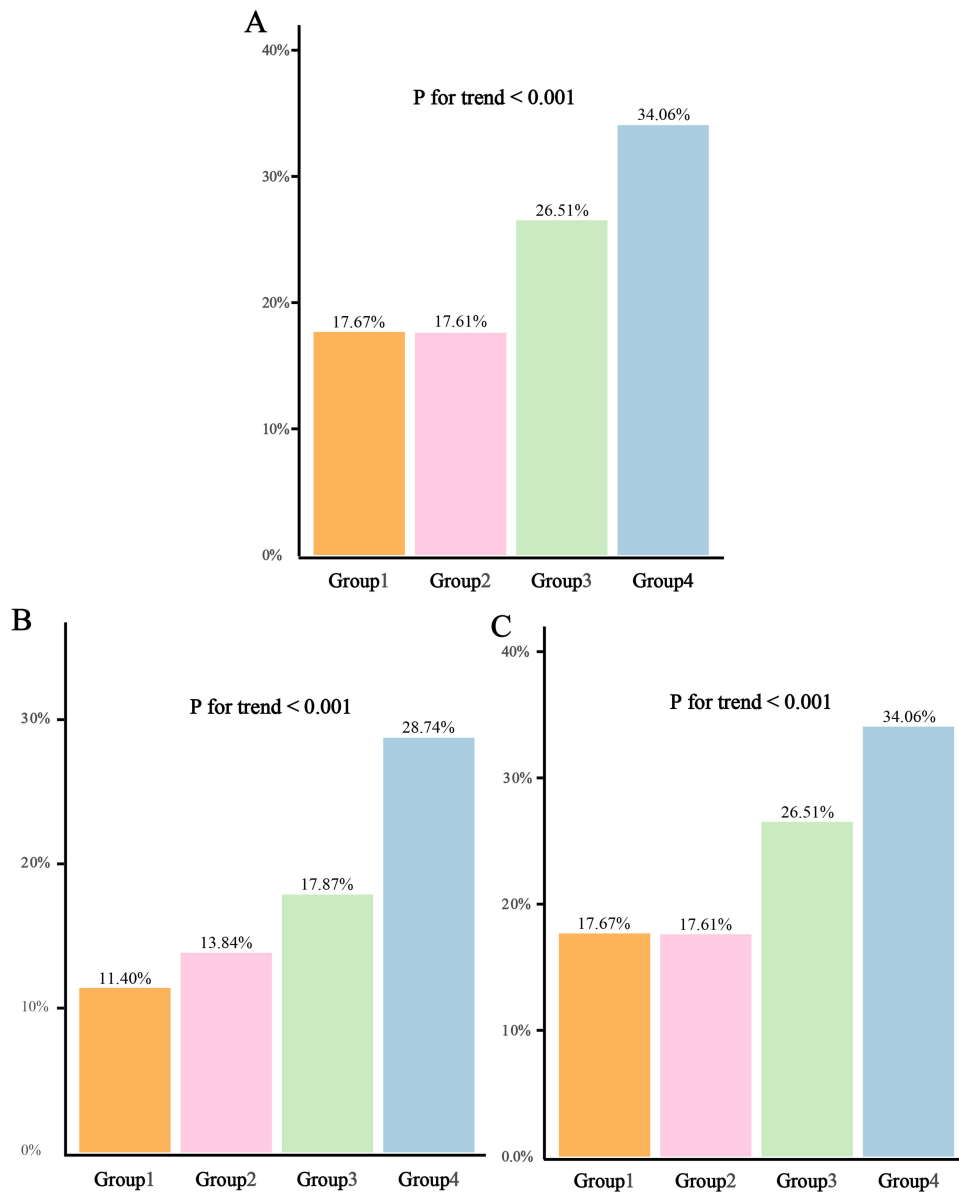 A
40%
P for trend < 0.001
34.06%
30%
26.51%
20%
17.67%
17.61%
10%
0%
Group1 Group2 Group3 Group4
B
P for trend < 0.001
30%
28.74%
20%
17.87%
13.84%
11.40%
10%
0%
Group1 Group2 Group3 Group4
C
40%
P for trend < 0.001
34.06%
30%
26.51%
20%
17.67%
17.61%
10%
0.0%
Group1 Group2 Group3 Group4